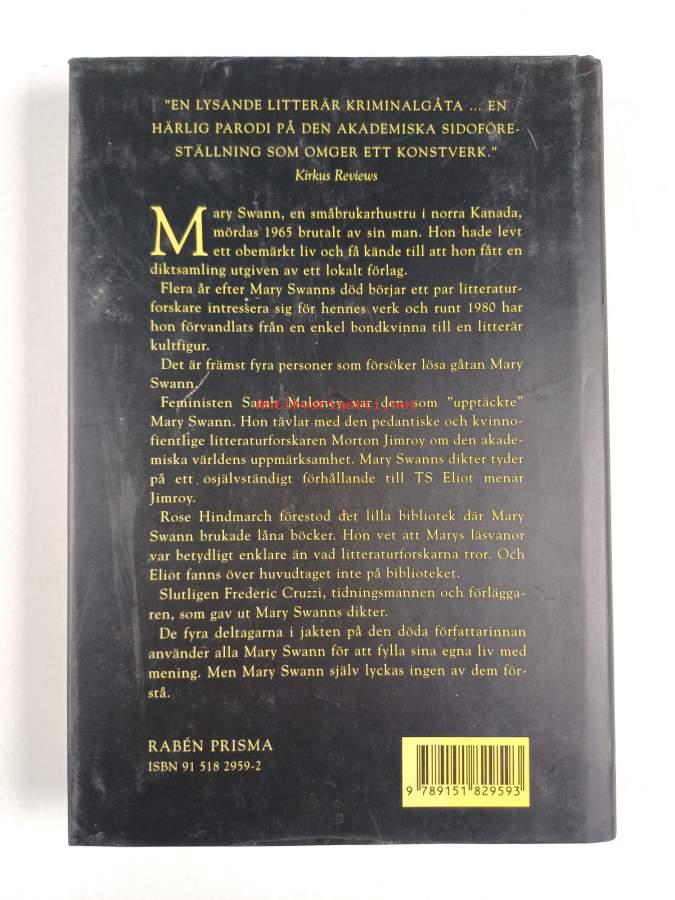 "EN LYSANDE LITTERÄR KRIMINALGÅTA ... EN
HÄRLIG PARODI PÅ DEN AKADEMISKA SIDOFÖRE-
STÄLLNING SOM OMGER ETT KONSTVERK."
Kirkus Reviews
Mary Swann, en småbrukarhustru i norra Kanada,
mördas 1965 brutalt av sin man. Hon hade levt
ett obemärkt liv och få kände till att hon fått en
diktsamling utgiven av ett lokalt förlag.
Flera år efter Mary Swanns död börjar ett par litteratur-
forskare intressera sig för hennes verk och runt 1980 har
hon förvandlats från en enkel bondkvinna till en litterär
kultfigur.
Det är främst fyra personer som försöker lösa gåtan Mary
Swann.
Feministen Sarah Maloney var den som "upptäckte"
Mary Swann. Hon tävlar med den pedantiske och kvinno-
fientlige litteraturforskaren Morton Jimroy om den akade-
miska världens uppmärksamhet. Mary Swanns dikter tyder
på ett osjälvständigt förhållande till TS Eliot menar
Jimroy.
Rose Hindmarch förestod det lilla bibliotek där Mary
Swann brukade låna böcker. Hon vet att Marys läsvanor
var betydligt enklare än vad litteraturforskarna tror. Och
Eliot fanns över huvudtaget inte på biblioteket.
Slutligen Frederic Cruzzi, tidningsmannen och förlägga-
ren, som gav ut Mary Swanns dikter.
De fyra deltagarna i jakten på den döda författarinnan
använder alla Mary Swann för att fylla sina egna liv med
mening. Men Mary Swann själv lyckas ingen av dem för-
stå.
RABÉN PRISMA
ISBN 91 518 2959-2
9 789151 829593